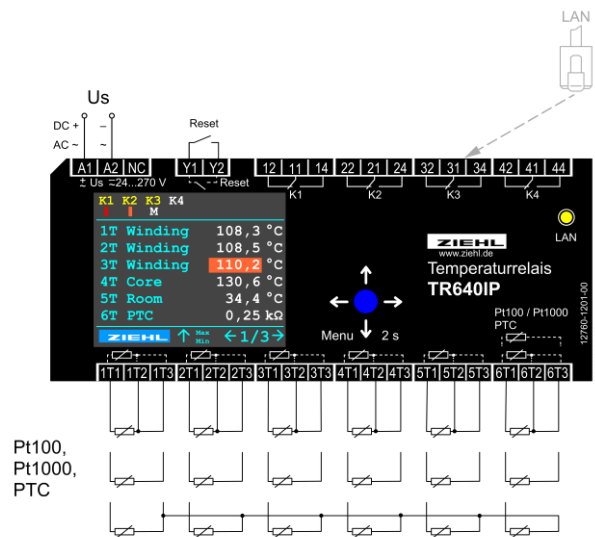 LAN
Us
DC + –
AC ~ ~
Reset
A1 A2 NC Y1 Y2 12 11 14 22 21 24 32 31 34 42 41 44
± Us =24...270 V Reset K1 K2 K3 K4
K1 K2 K3 K4
M
1T Winding 108,3 °C
2T Winding 108,5 °C
3T Winding 110,2 °C
4T Core 130,6 °C
5T Room 34,4 °C
6T PTC 0,25 kΩ
ZIEHL ↑ Max Min ←1/3→
ZIEHL
www.ziehl.de
Temperaturrelais
TR640IP
LAN
Menu 2 s
Pt100 / Pt1000
PTC
12760-1201-00
1T1 1T2 1T3 2T1 2T2 2T3 3T1 3T2 3T3 4T1 4T2 4T3 5T1 5T2 5T3 6T1 6T2 6T3
Pt100,
Pt1000,
PTC